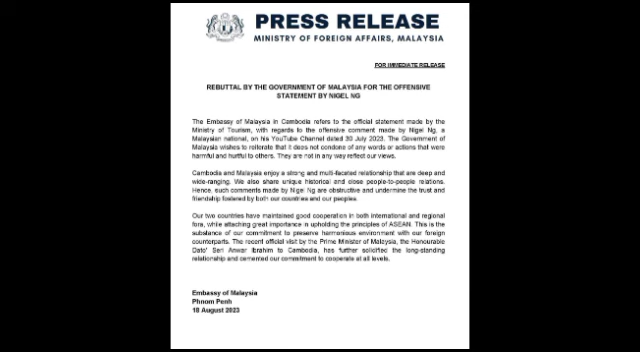 PRESS RELEASE
MINISTRY OF FOREIGN AFFAIRS, MALAYSIA
FOR IMMEDIATE RELEASE
REBUTTAL BY THE GOVERNMENT OF MALAYSIA FOR THE OFFENSIVE
STATEMENT BY NIGEL NG
The Embassy of Malaysia in Cambodia refers to the official statement made by the
Ministry of Tourism, with regards to the offensive comment made by Nigel Ng, a
Malaysian national, on his YouTube Channel dated 30 July 2023. The Government of
Malaysia wishes to reiterate that it does not condone of any words or actions that were
harmful and hurtful to others. They are not in any way reflect our views.
Cambodia and Malaysia enjoy a strong and multi-faceted relationship that are deep and
wide-ranging. We also share unique historical and close people-to-people relations.
Hence, such comments made by Nigel Ng are obstructive and undermine the trust and
friendship fostered by both our countries and our peoples.
Our two countries have maintained good cooperation in both international and regional
fora, while attaching great importance in upholding the principles of ASEAN. This is the
substance of our commitment to preserve harmonious environment with our foreign
counterparts. The recent official visit by the Prime Minister of Malaysia, the Honourable
Dato' Seri Anwar Ibrahim to Cambodia, has further solidified the long-standing
relationship and cemented our commitment to cooperate at all levels.
Embassy of Malaysia
Phnom Penh
18 August 2023